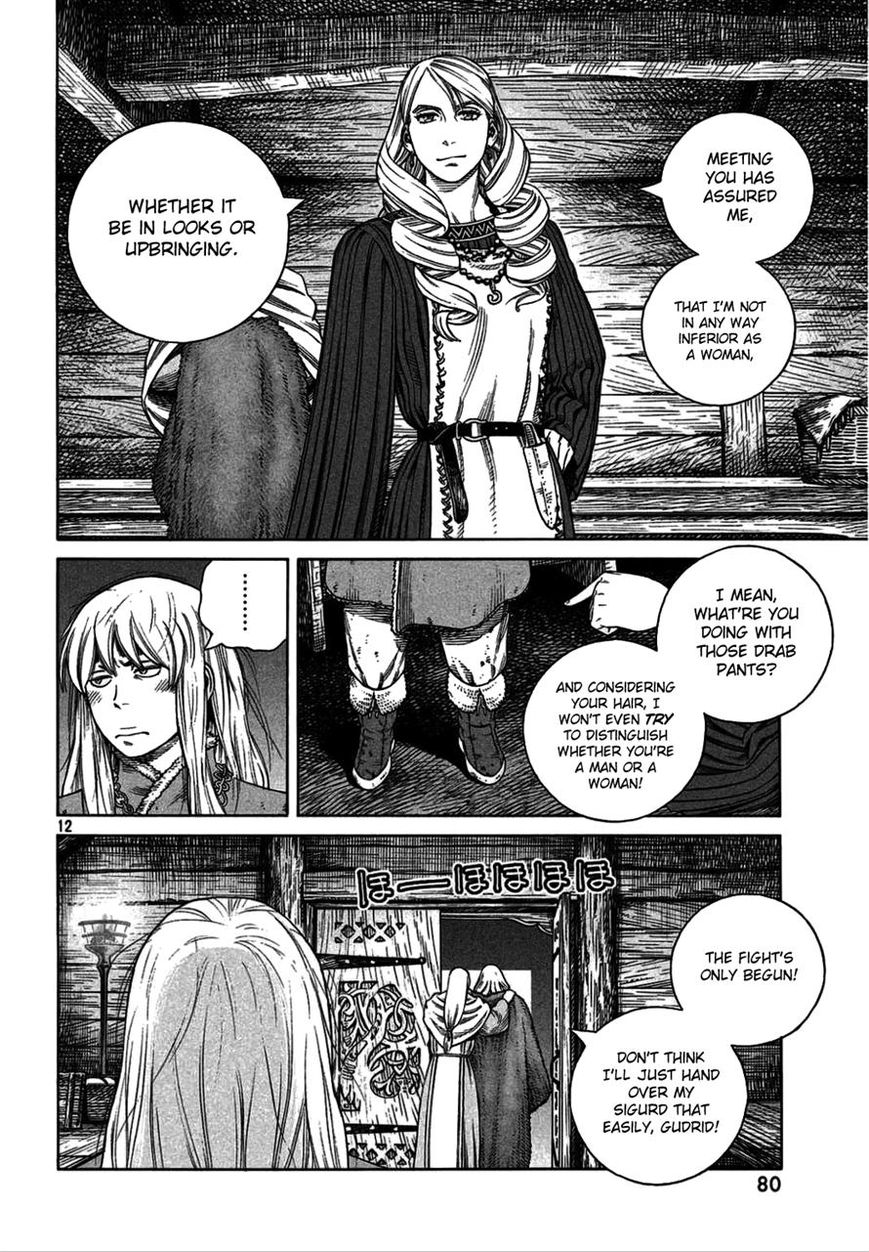 MEETING
YOU HAS
ASSURED
ME,
THAT I'M NOT
IN ANY WAY
INFERIOR AS
A WOMAN,
WHETHER IT
BE IN LOOKS OR
UPBRINGING.
I MEAN,
WHAT'RE YOU
DOING WITH
THOSE DRAB
PANTS?
AND CONSIDERING
YOUR HAIR, I
WON'T EVEN TRY
TO DISTINGUISH
WHETHER YOU'RE
A MAN OR A
WOMAN!
………
12
ほーほほほほ
THE FIGHT'S
ONLY BEGUN!
DON'T THINK
I'LL JUST HAND
OVER MY
SIGURD THAT
EASILY, GUDRID!
80